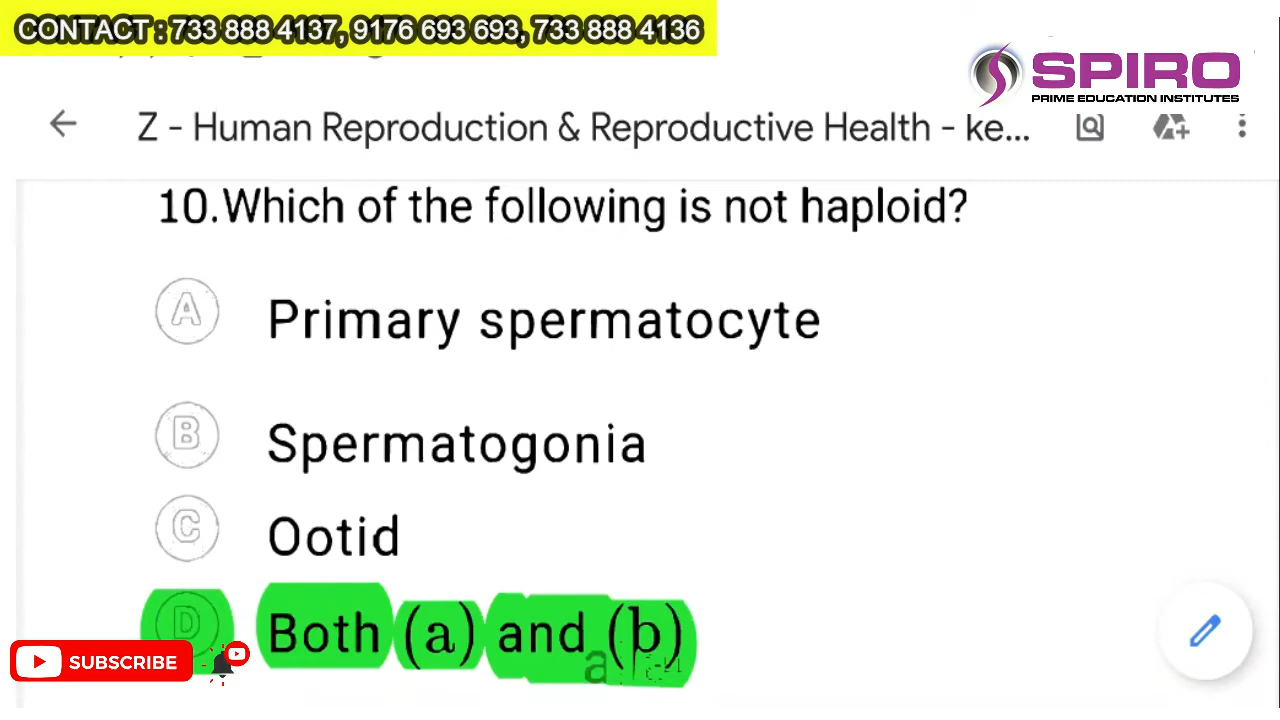 CONTACT : 733 888 4137, 9176 693 693, 733 888 4136
SPIRO
PRIME EDUCATION INSTITUTES
Z - Human Reproduction & Reproductive Health - ke...
10.Which of the following is not haploid?
A Primary spermatocyte
B Spermatogonia
C Ootid
D Both (a) and (b)
SUBSCRIBE